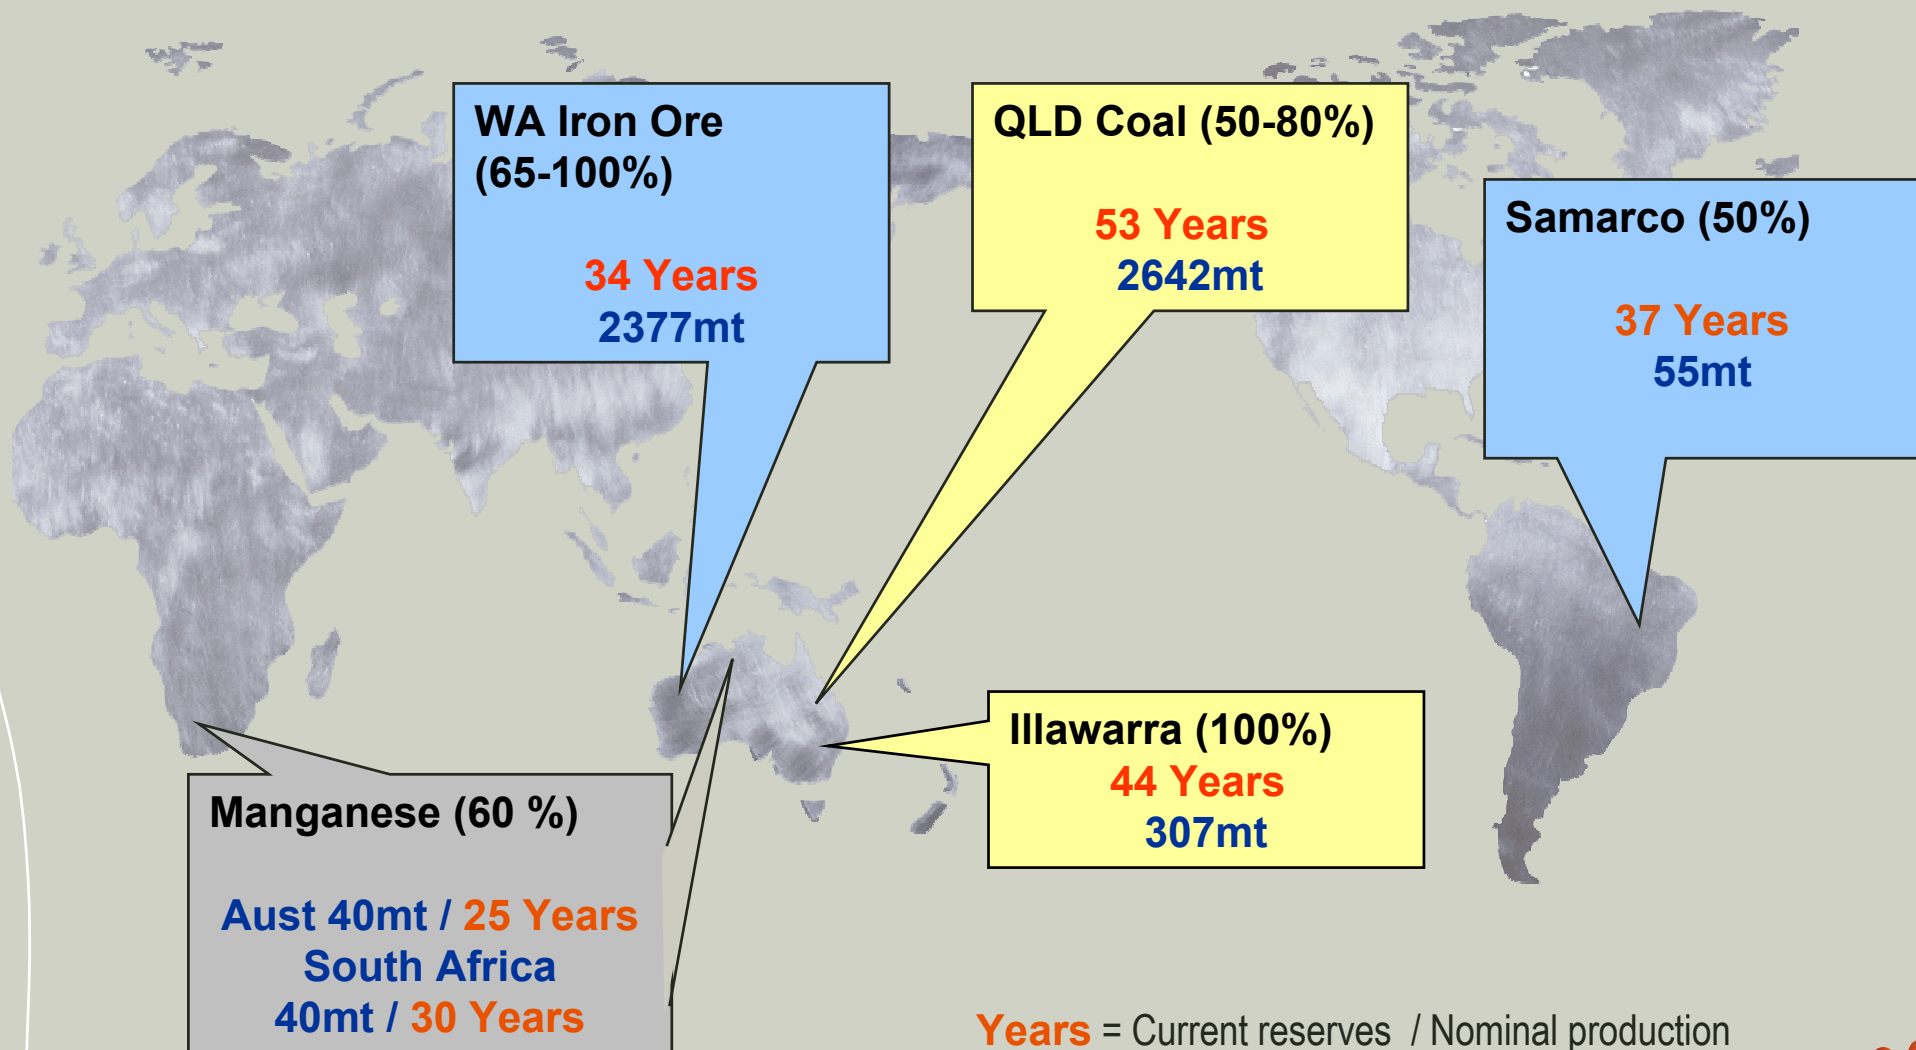 WA Iron Ore
(65-100%)
34 Years
2377mt
QLD Coal (50-80%)
53 Years
2642mt
Samarco (50%)
37 Years
55mt
Illawarra (100%)
44 Years
307mt
Manganese (60 %)
Aust 40mt / 25 Years
South Africa
40mt / 30 Years
Years = Current reserves / Nominal production